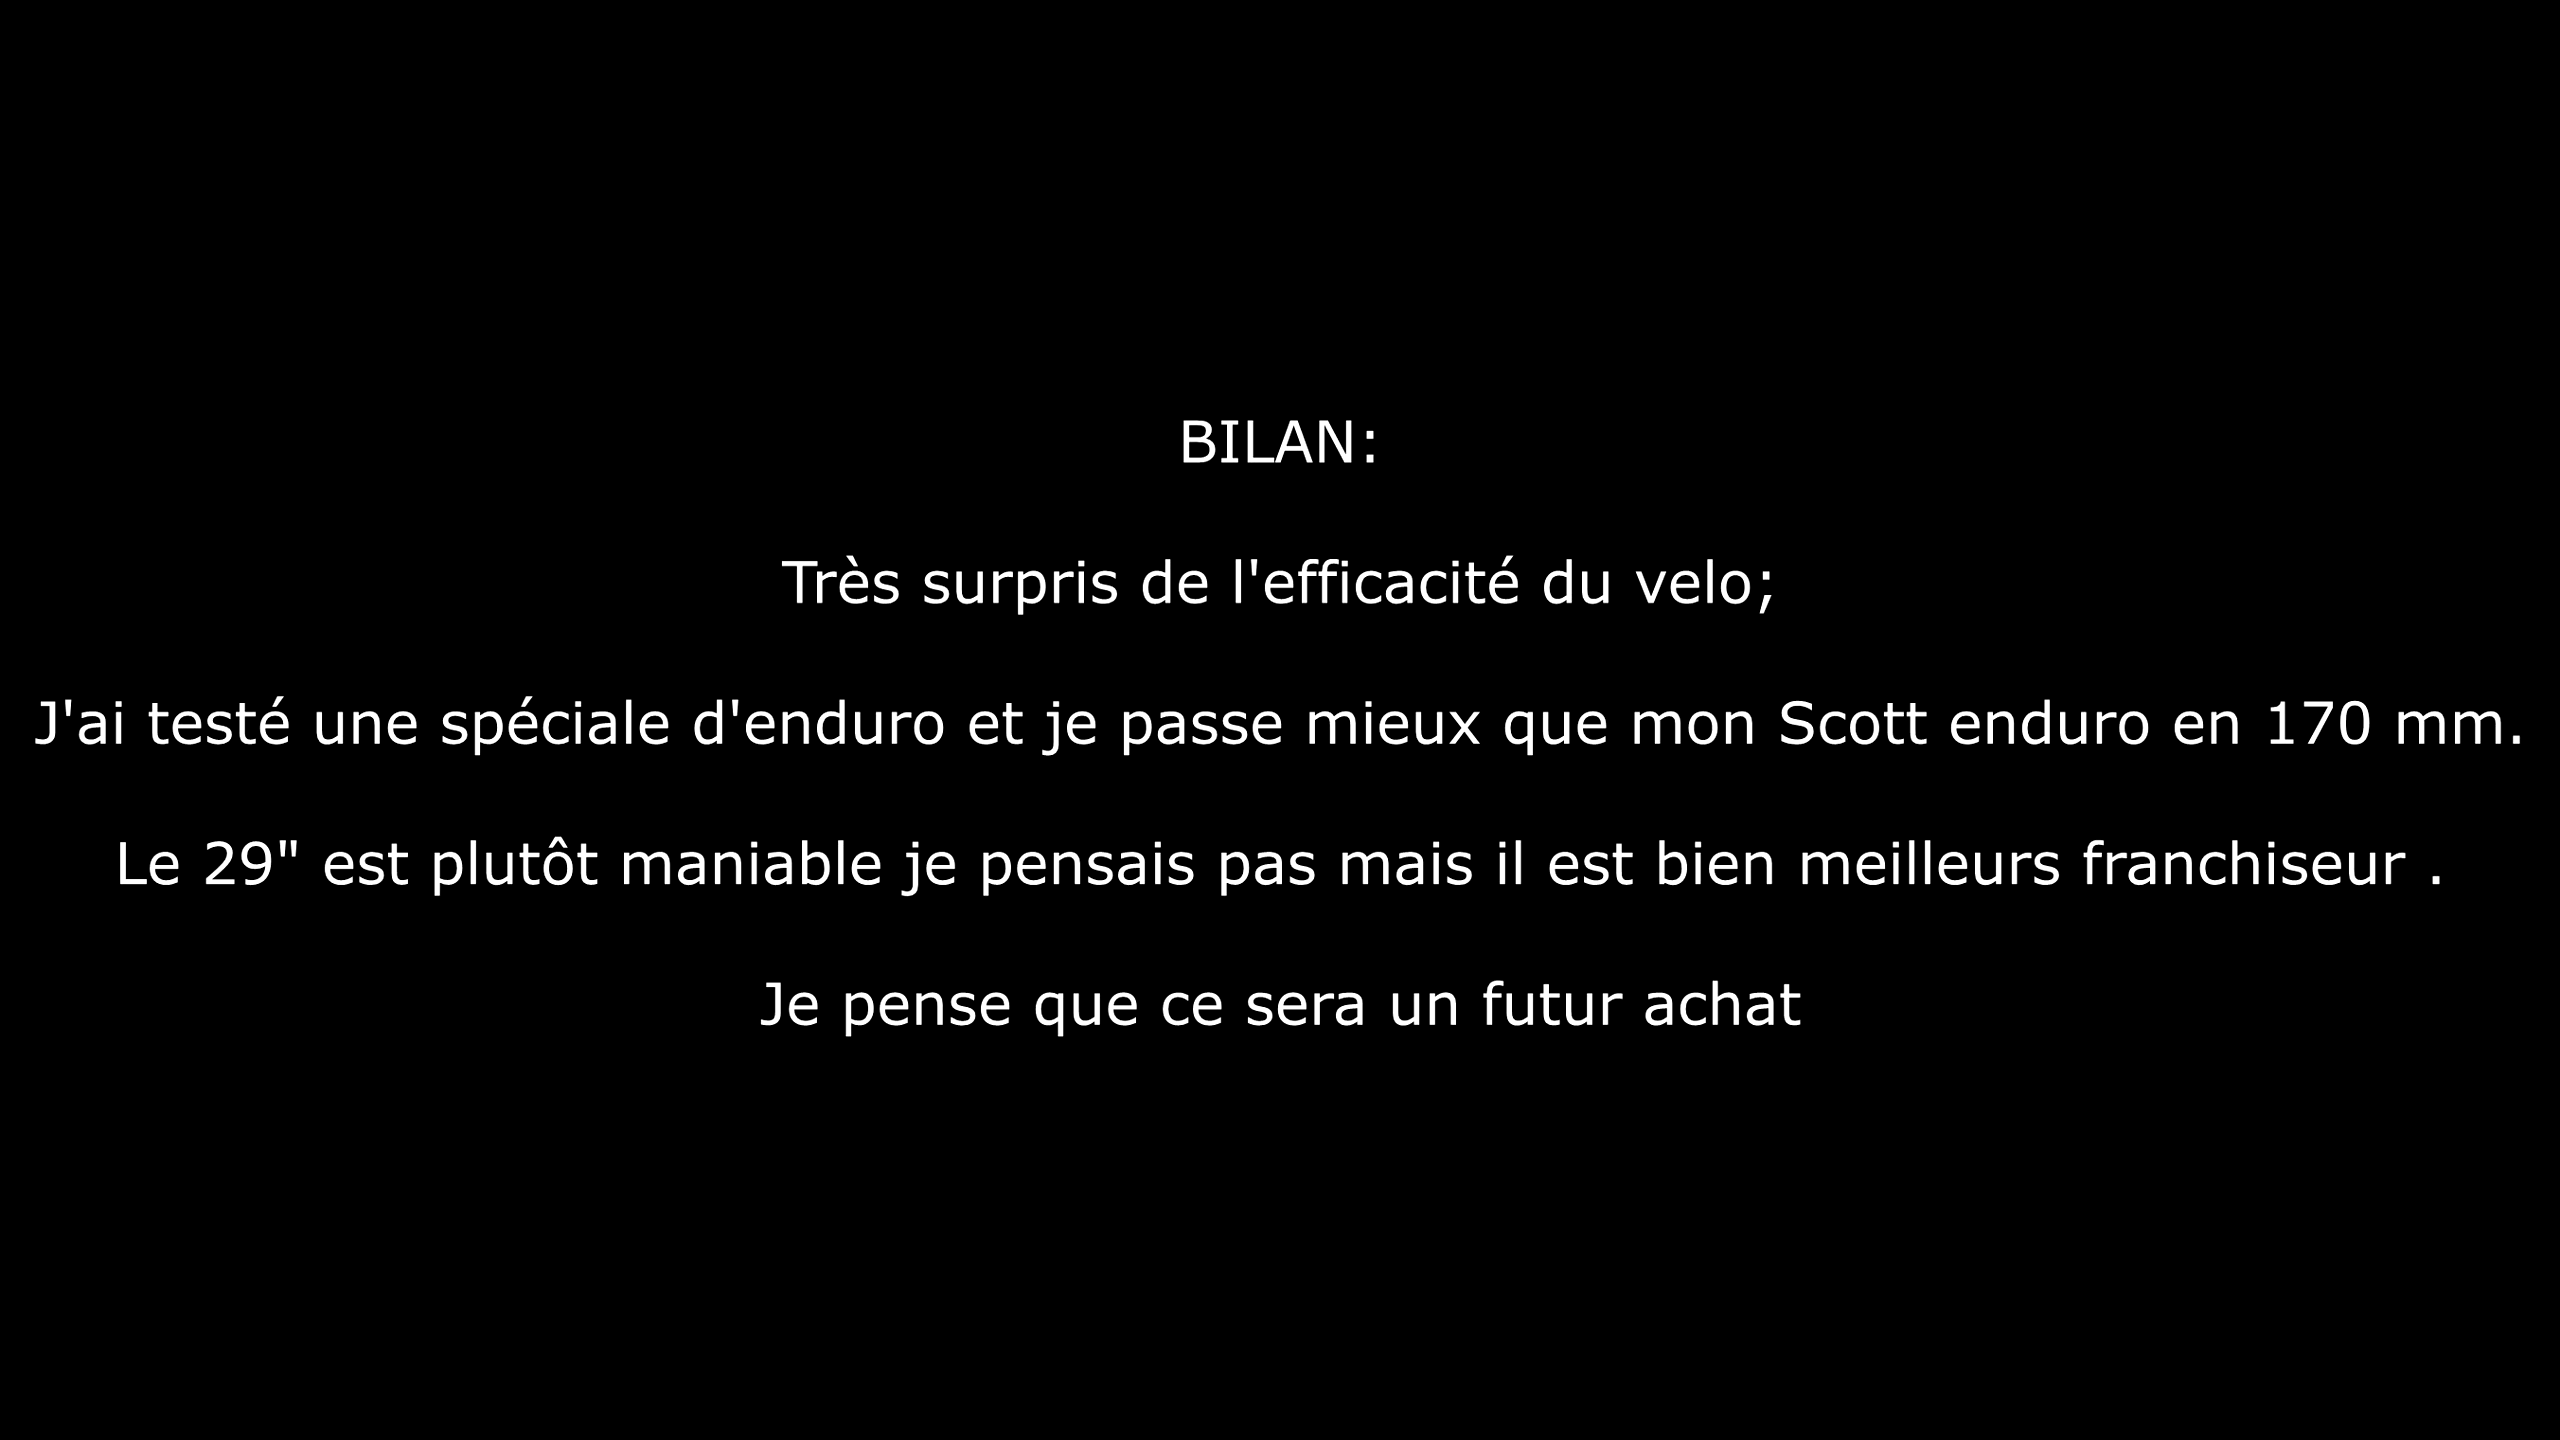 BILAN:
Très surpris de l'efficacité du velo;
J'ai testé une spéciale d'enduro et je passe mieux que mon Scott enduro en 170 mm.
Le 29" est plutôt maniable je pensais pas mais il est bien meilleurs franchiseur .
Je pense que ce sera un futur achat